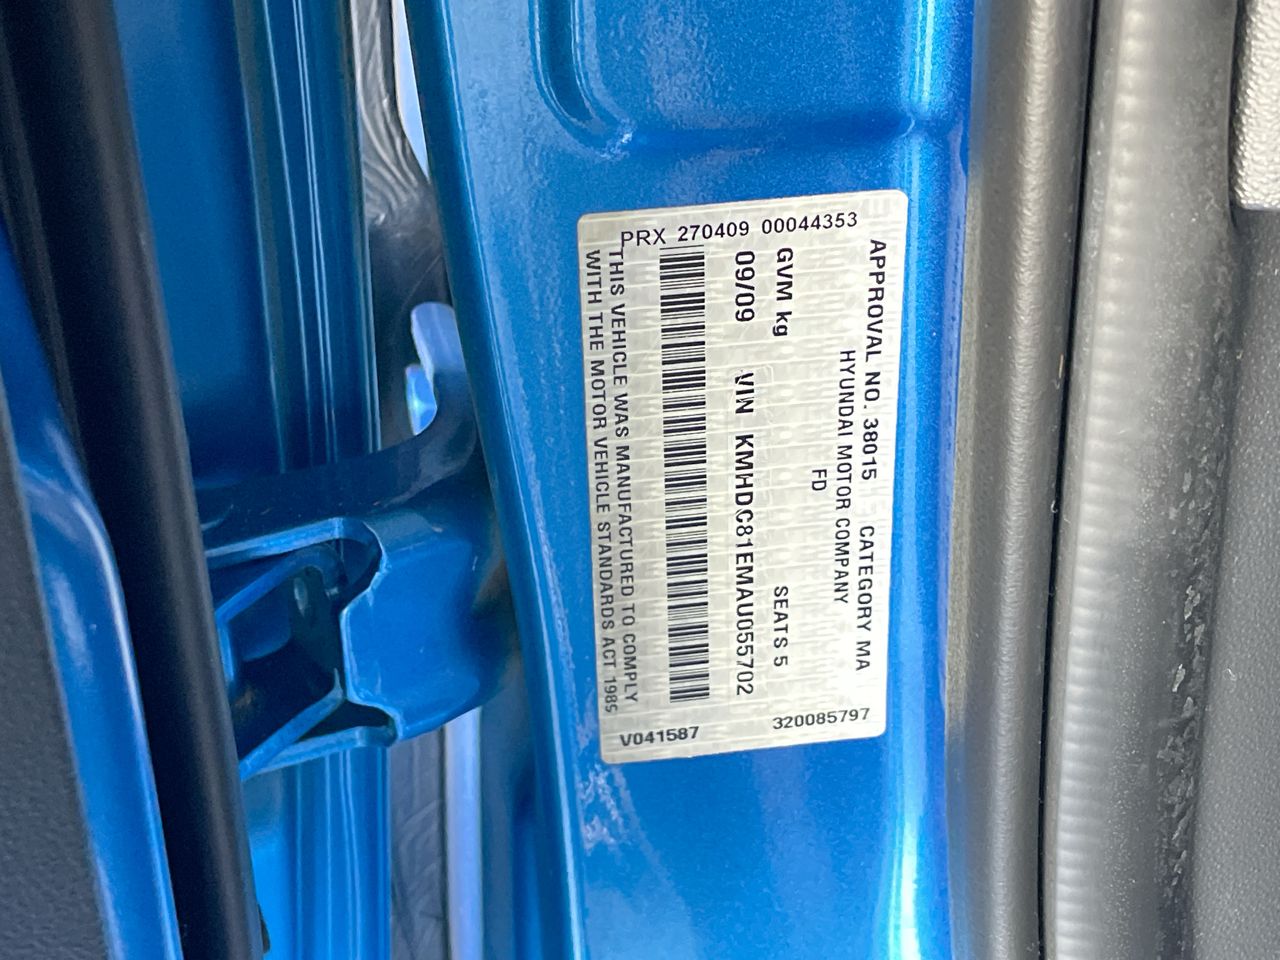 APPROVAL NO. 38015 CATEGORY MA
HYUNDAI MOTOR COMPANY
FD
GVM kg SEATS 5
09/09 VIN KMHDC81EMAU055702
THIS VEHICLE WAS MANUFACTURED TO COMPLY
WITH THE MOTOR VEHICLE STANDARDS ACT 1989
PRX 270409 00044353
V041587 320085797